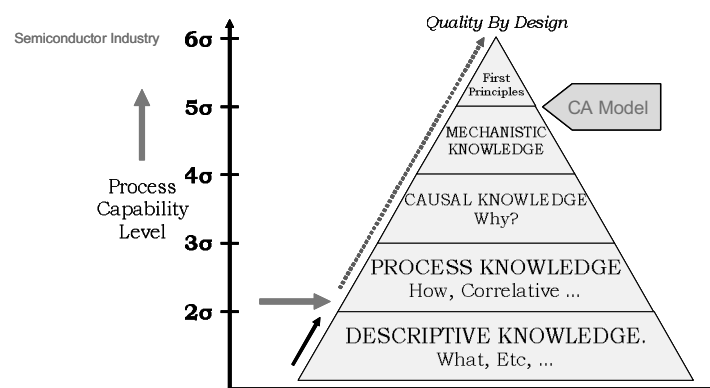 Quality By Design
Semiconductor Industry
6σ
5σ
4σ
3σ
2σ
Process
Capability
Level
First
Principles
CA Model
MECHANISTIC
KNOWLEDGE
CAUSAL KNOWLEDGE
Why?
PROCESS KNOWLEDGE
How, Correlative ...
DESCRIPTIVE KNOWLEDGE.
What, Etc, ...